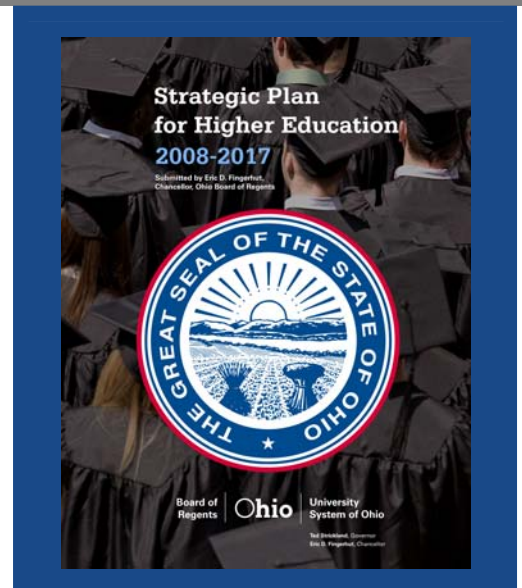 Strategic Plan
for Higher Education
2008-2017
Submitted by Eric D. Fingerhut,
Chancellor, Ohio Board of Regents
THE GREAT SEAL OF THE STATE OF OHIO
Board of
Regents
Ohio
University
System of Ohio
Ted Strickland, Governor
Eric D. Fingerhut, Chancellor